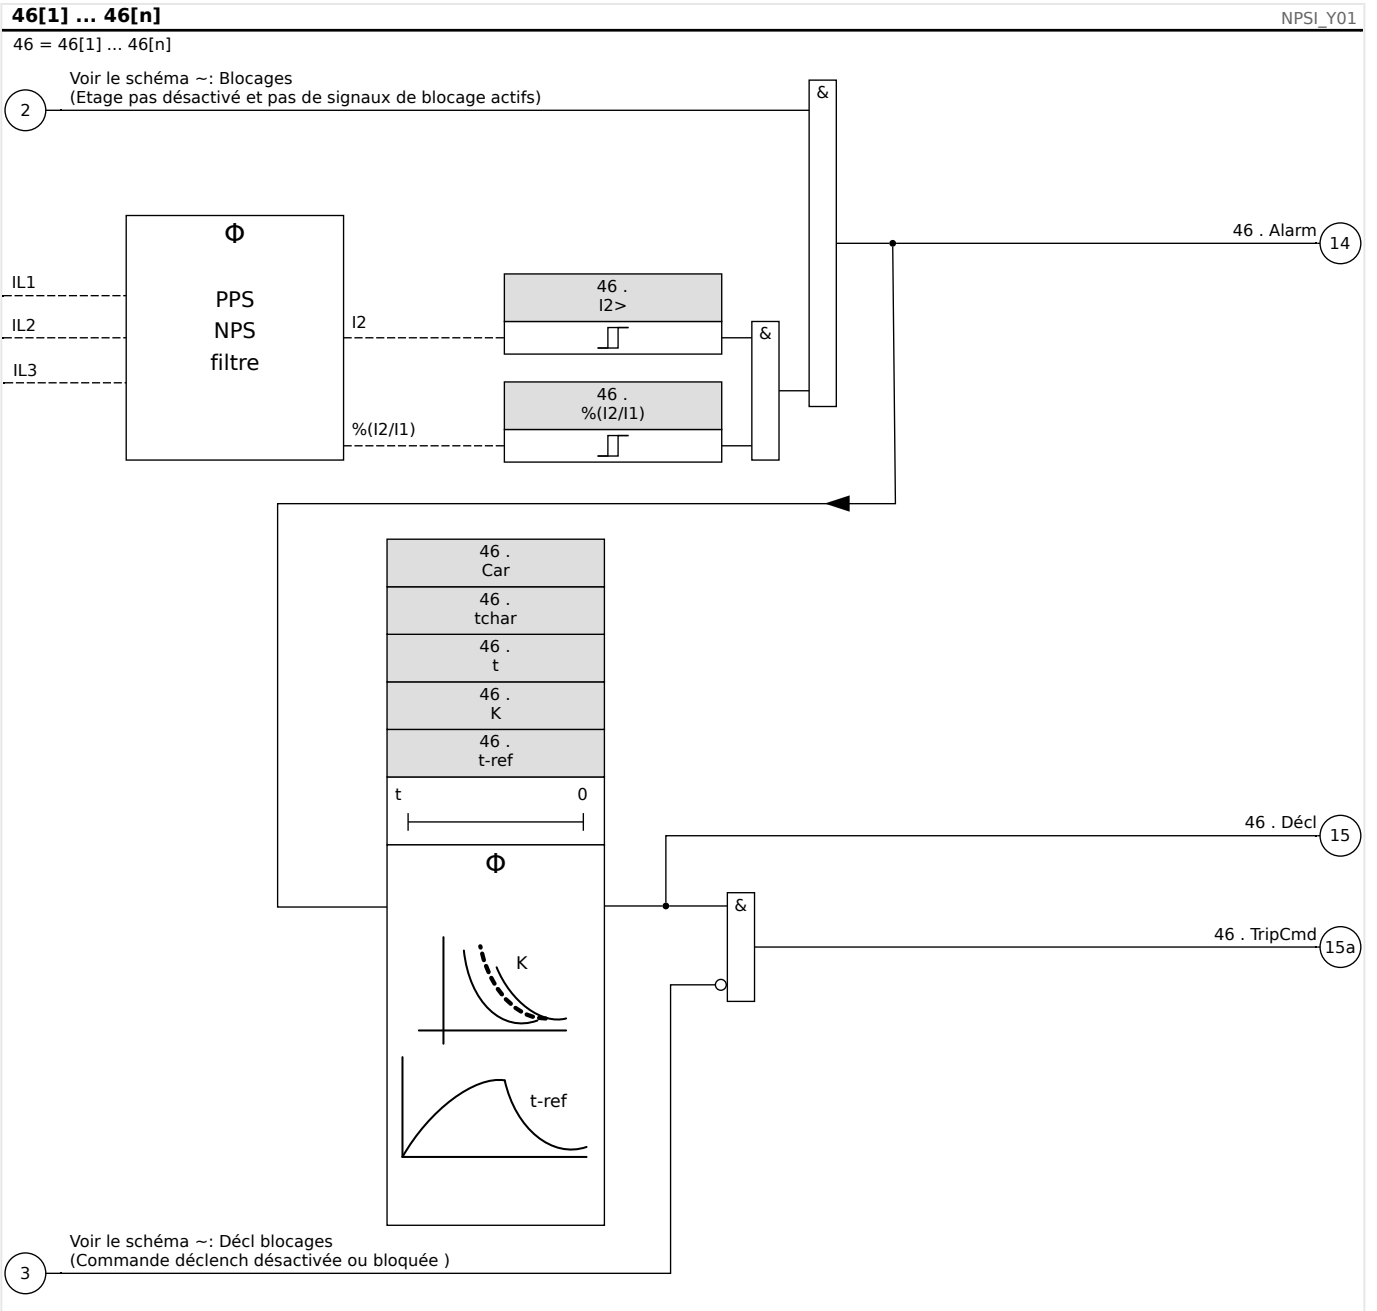 46[1] ... 46[n]
NPSI_Y01
46 = 46[1] ... 46[n]
Voir le schéma ~: Blocages
(Etage pas désactivé et pas de signaux de blocage actifs)
2
&
46 . Alarm
14
Φ
PPS
NPS
filtre
IL1
IL2
IL3
I2
%(I2/I1)
46 .
I2>
46 .
%(I2/I1)
&
46 .
Car
46 .
tchar
46 .
t
46 .
K
46 .
t-ref
t 0
Φ
K
t-ref
46 . Décl
15
&
46 . TripCmd
15a
Voir le schéma ~: Décl blocages
(Commande déclench désactivée ou bloquée )
3